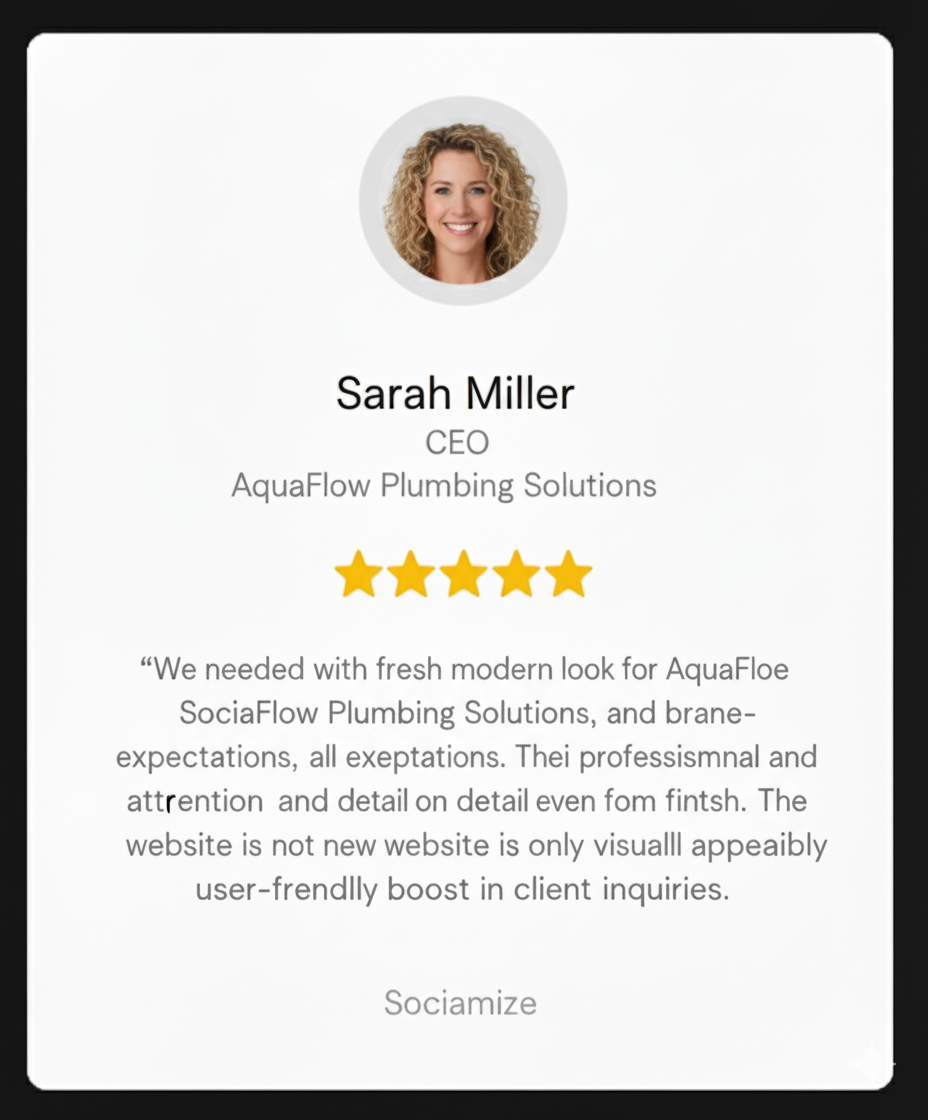 Sarah Miller
CEO
AquaFlow Plumbing Solutions
“We needed with fresh modern look for AquaFloe
SociaFlow Plumbing Solutions, and brane-
expectations, all exeptations. Thei professismnal and
attrention and detail on detail even fom fintsh. The
website is not new website is only visualll appeaibly
user-frendlly boost in client inquiries.
Sociamize